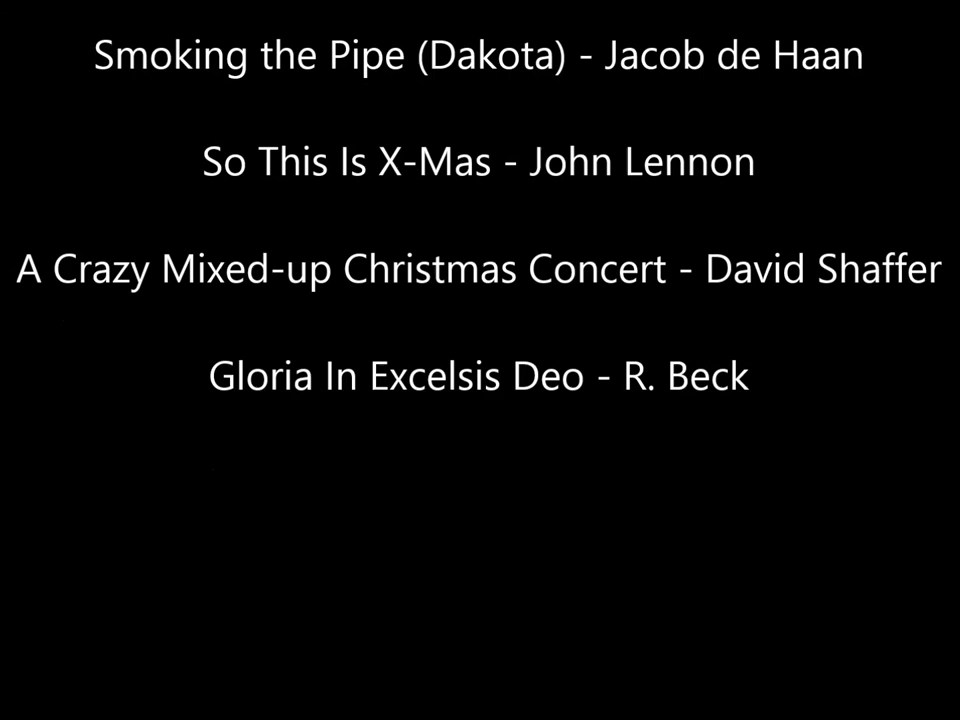 Smoking the Pipe (Dakota) - Jacob de Haan
So This Is X-Mas - John Lennon
A Crazy Mixed-up Christmas Concert - David Shaffer
Gloria In Excelsis Deo - R. Beck